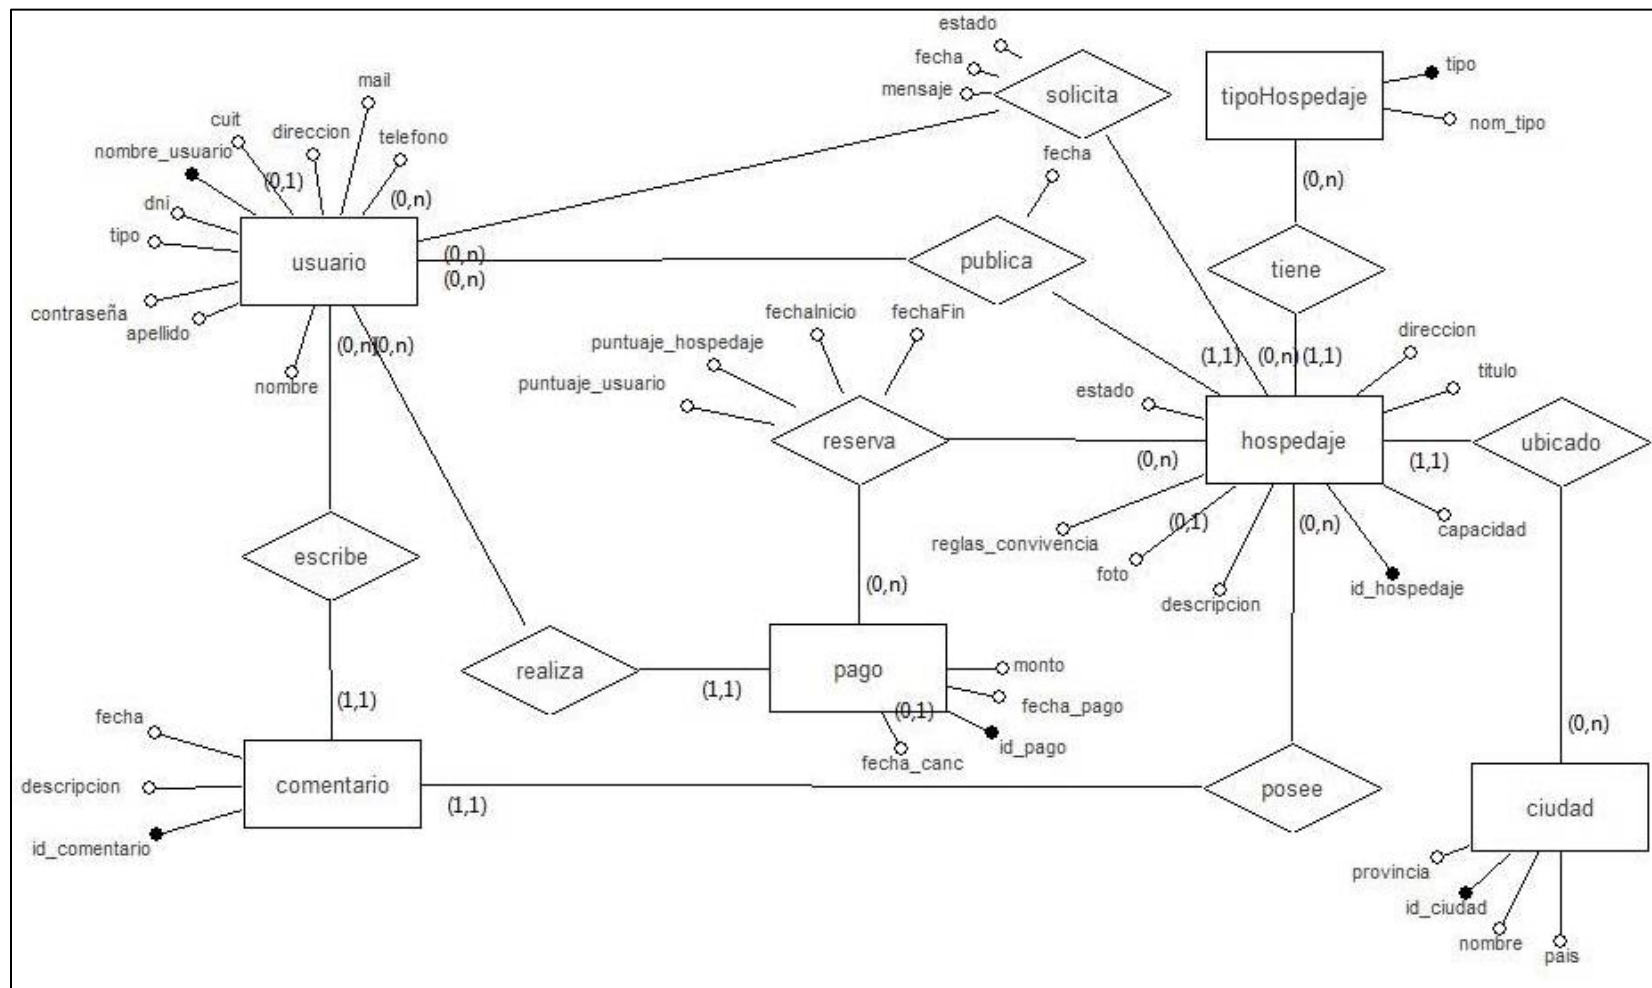 estado
fecha
mensaje
solicita
tipoHospedaje
tipo
nom_tipo
mail
cuit
direccion
telefono
nombre_usuario
(0,1)
(0,n)
dni
tipo
usuario
contraseña
apellido
nombre
(0,n)
(0,n)
fecha
publica
(0,n)
tiene
(0,n)
(0,n)
(1,1)
(0,n)
(1,1)
fechaInicio
fechaFin
puntuaje_hospedaje
puntuaje_usuario
reserva
direccion
titulo
estado
hospedaje
ubicado
(0,n)
(1,1)
reglas_convivencia
(0,1)
(0,n)
capacidad
foto
descripcion
id_hospedaje
escribe
(0,n)
realiza
(1,1)
pago
monto
fecha_pago
(0,1)
id_pago
fecha_canc
(1,1)
fecha
descripcion
comentario
id_comentario
(1,1)
posee
(0,n)
ciudad
provincia
id_ciudad
nombre
pais